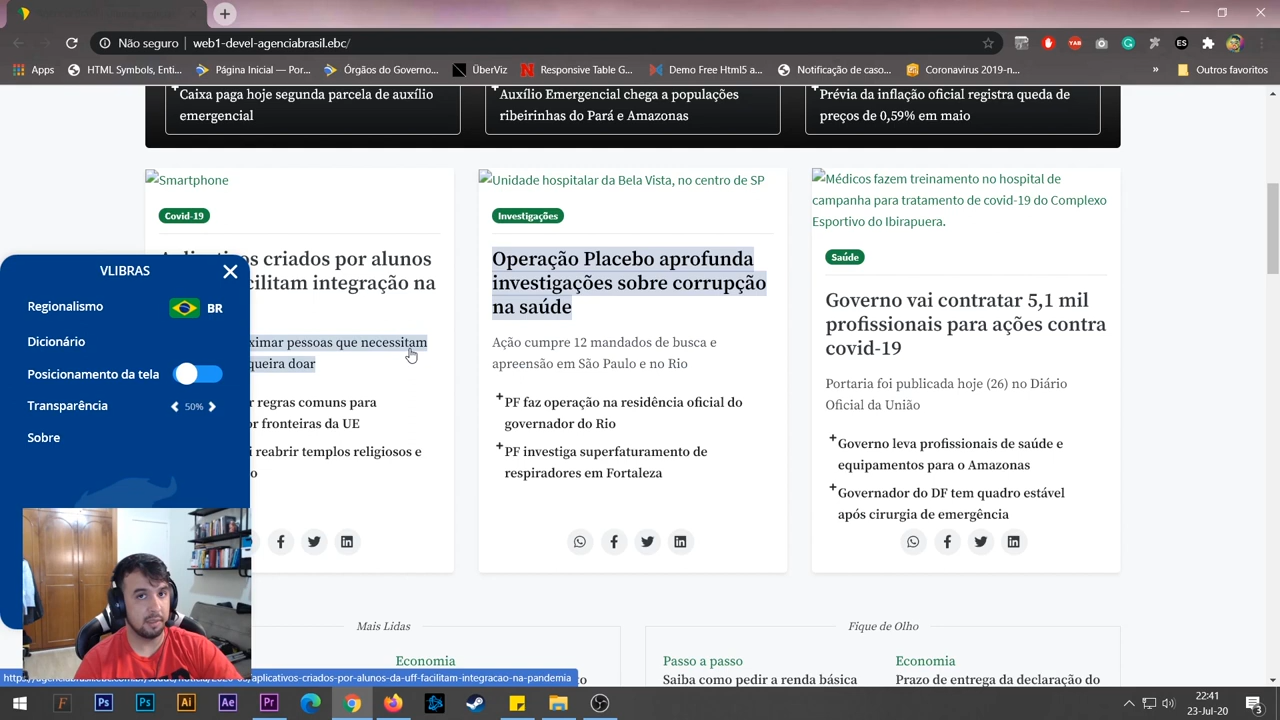 Não seguro
web1-devel-agenciabrasil.ebc/
Apps
HTML Symbols, Enti...
Página Inicial — Por...
Órgãos do Governo...
ÜberViz
Responsive Table G...
Demo Free Html5 a...
Notificação de caso...
Coronavirus 2019-n...
»
Outros favoritos
Caixa paga hoje segunda parcela de auxílio
emergencial
Auxílio Emergencial chega a populações
ribeirinhas do Pará e Amazonas
Prévia da inflação oficial registra queda de
preços de 0,59% em maio
Smartphone
Covid-19
criados por alunos
cilitam integração na
ximar pessoas que necessitam
queira doar
r regras comuns para
or fronteiras da UE
i reabrir templos religiosos e
o
Unidade hospitalar da Bela Vista, no centro de SP
Investigações
Operação Placebo aprofunda
investigações sobre corrupção
na saúde
Ação cumpre 12 mandados de busca e
apreensão em São Paulo e no Rio
PF faz operação na residência oficial do
governador do Rio
PF investiga superfaturamento de
respiradores em Fortaleza
Médicos fazem treinamento no hospital de
campanha para tratamento de covid-19 do Complexo
Esportivo do Ibirapuera.
Saúde
Governo vai contratar 5,1 mil
profissionais para ações contra
covid-19
Portaria foi publicada hoje (26) no Diário
Oficial da União
Governo leva profissionais de saúde e
equipamentos para o Amazonas
Governador do DF tem quadro estável
após cirurgia de emergência
VLIBRAS
Regionalismo
BR
Dicionário
Posicionamento da tela
Transparência
50%
Sobre
Mais Lidas
Economia
Fique de Olho
Passo a passo
Saiba como pedir a renda básica
Economia
Prazo de entrega da declaração do
aplicativos-criados-por-alunos-da-uff-facilitam-integracao-na-pandemia
22:41
23-Jul-20
3